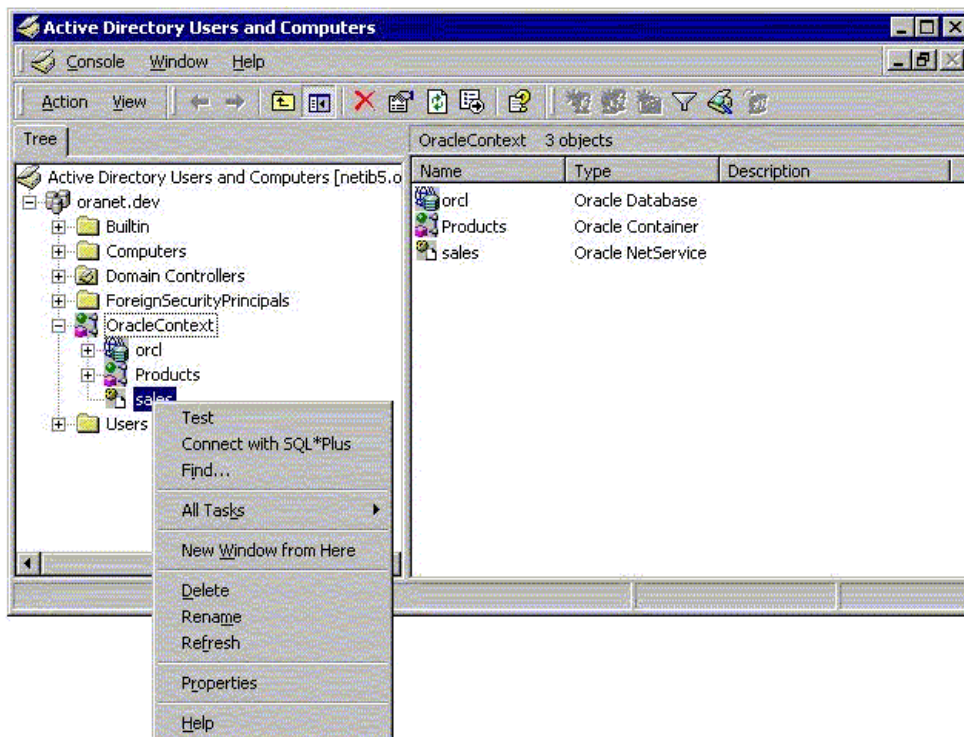 Active Directory Users and Computers
Console Window Help
Action View
Tree
OracleContext 3 objects
Active Directory Users and Computers [netib5.o
oranet.dev
Builtin
Computers
Domain Controllers
ForeignSecurityPrincipals
OracleContext
orcl
Products
sales
Users
Name Type Description
orcl Oracle Database
Products Oracle Container
sales Oracle NetService
Test
Connect with SQL*Plus
Find...
All Tasks
New Window from Here
Delete
Rename
Refresh
Properties
Help